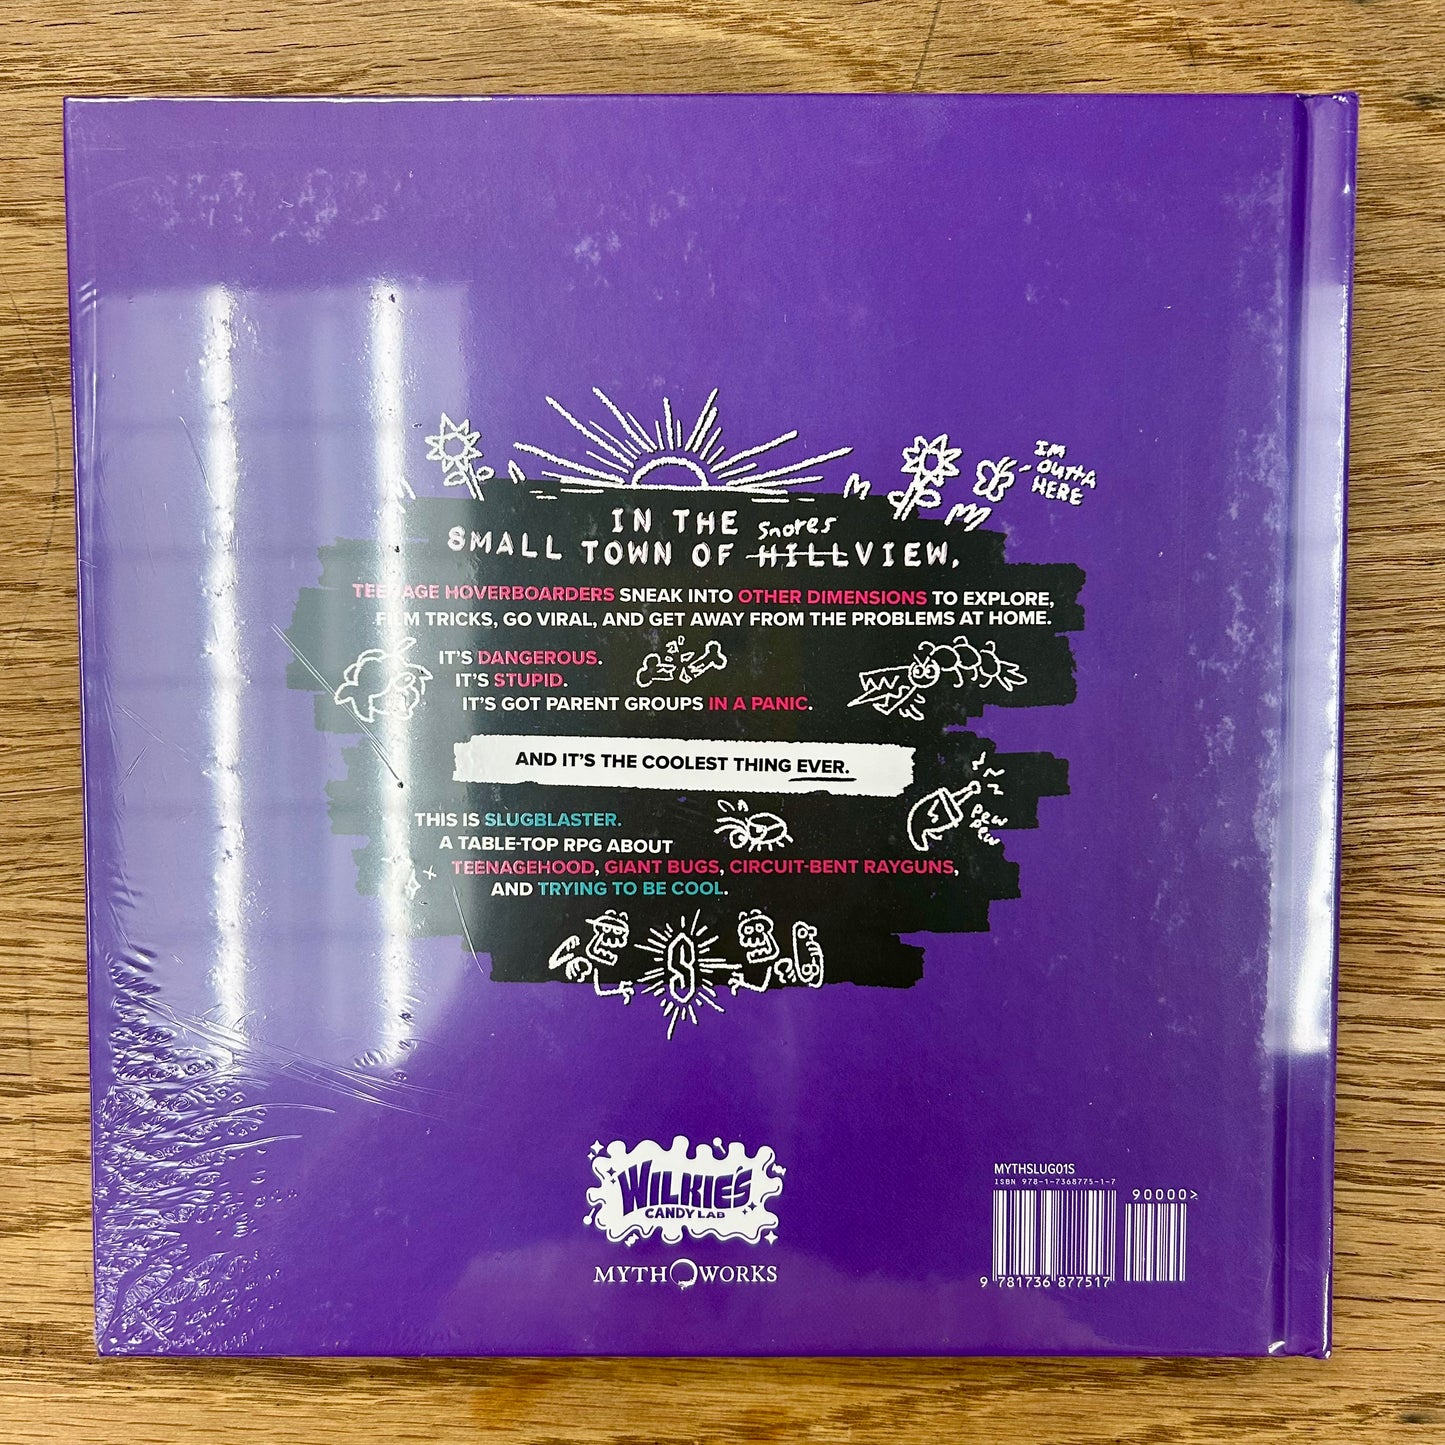 IM
OUTTA
HERE
IN THE Snores
SMALL TOWN OF HILLVIEW.
TEENAGE HOVERBOARDERS SNEAK INTO OTHER DIMENSIONS TO EXPLORE,
FILM TRICKS, GO VIRAL, AND GET AWAY FROM THE PROBLEMS AT HOME.
IT'S DANGEROUS.
IT'S STUPID.
IT'S GOT PARENT GROUPS IN A PANIC.
AND IT'S THE COOLEST THING EVER.
THIS IS SLUGBLASTER.
PEW
PEW
A TABLE-TOP RPG ABOUT
TEENAGEHOOD, GIANT BUGS, CIRCUIT-BENT RAYGUNS,
AND TRYING TO BE COOL.
S
WILKIE'S
CANDY LAB
MYTHWORKS
MYTHSLUG01S
ISBN 978-1-7368775-1-7
90000>
9 781736 877517